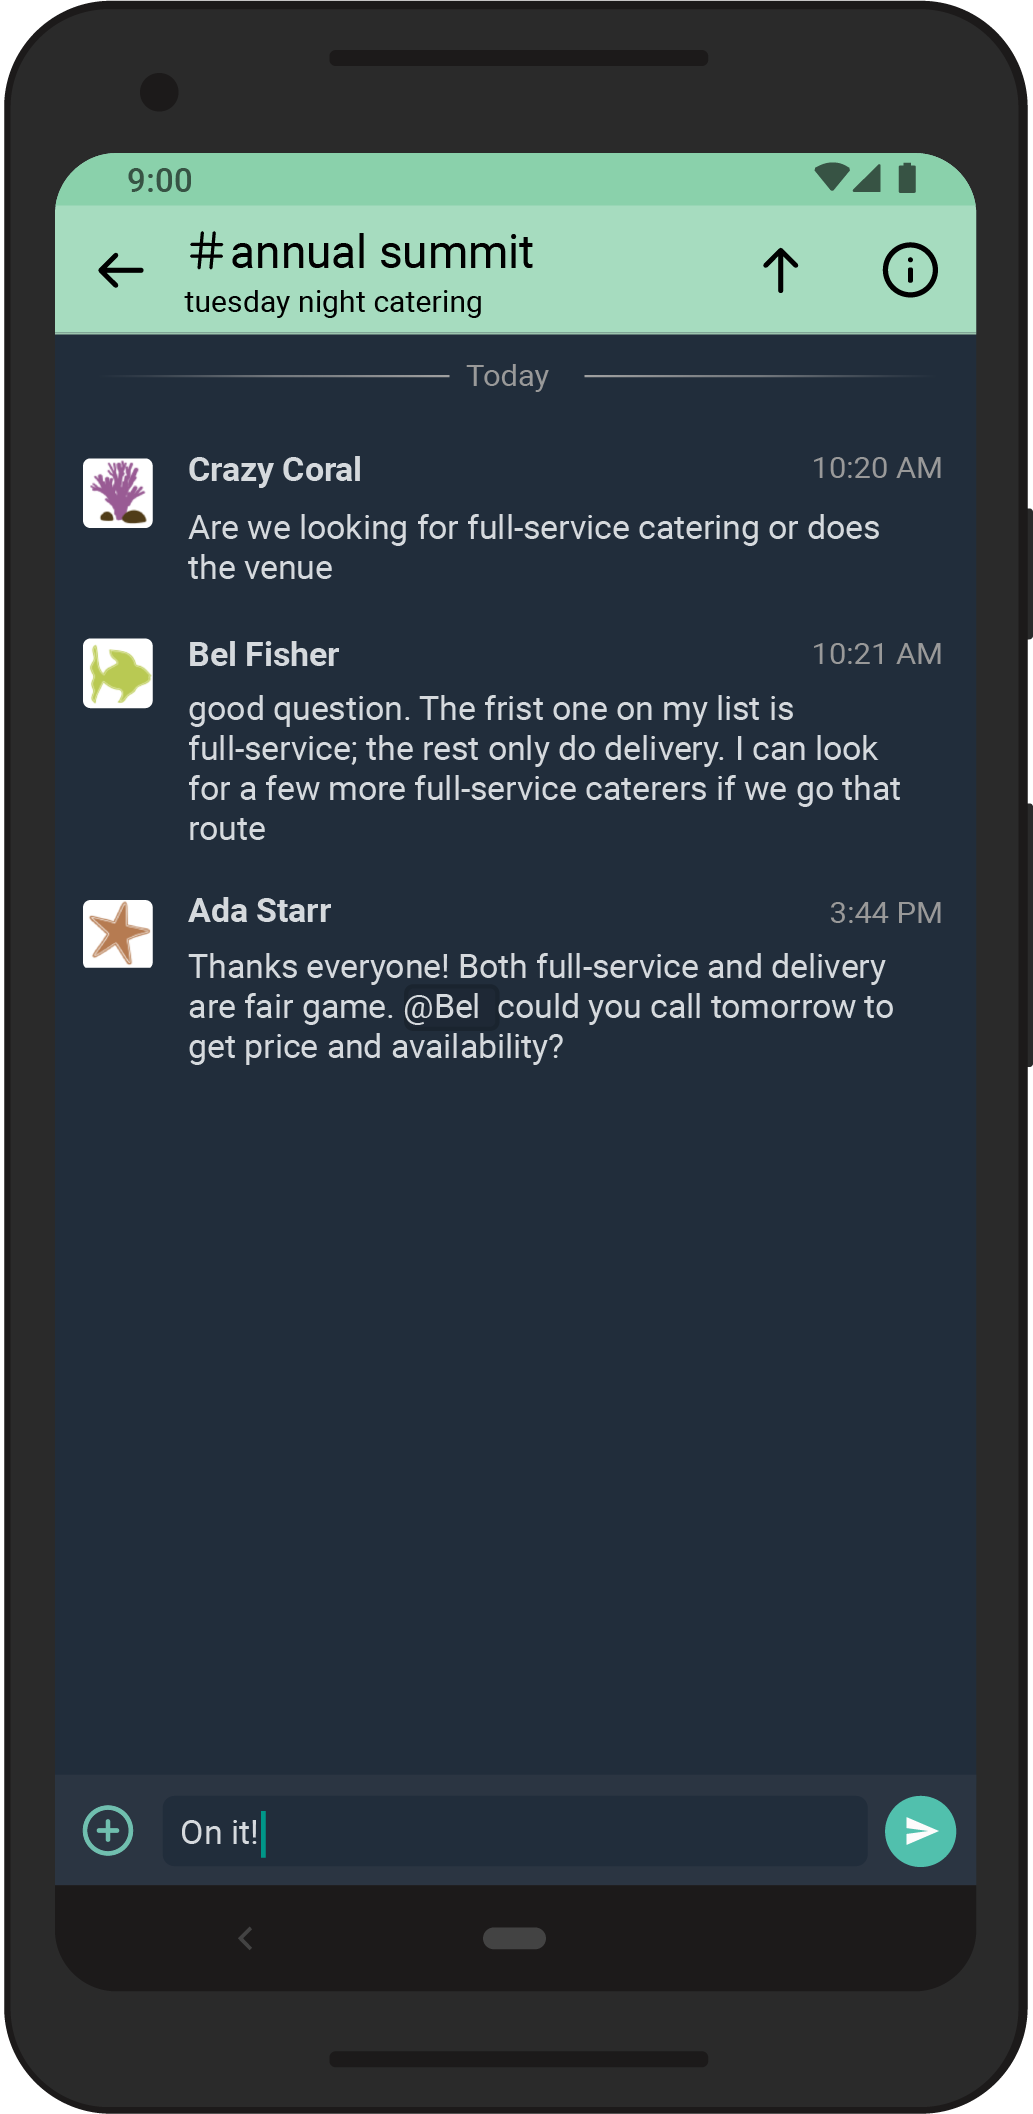 9:00
#annual summit
tuesday night catering
Today
Crazy Coral 10:20 AM
Are we looking for full-service catering or does
the venue
Bel Fisher 10:21 AM
good question. The frist one on my list is
full-service; the rest only do delivery. I can look
for a few more full-service caterers if we go that
route
Ada Starr 3:44 PM
Thanks everyone! Both full-service and delivery
are fair game. @Bel could you call tomorrow to
get price and availability?
On it!